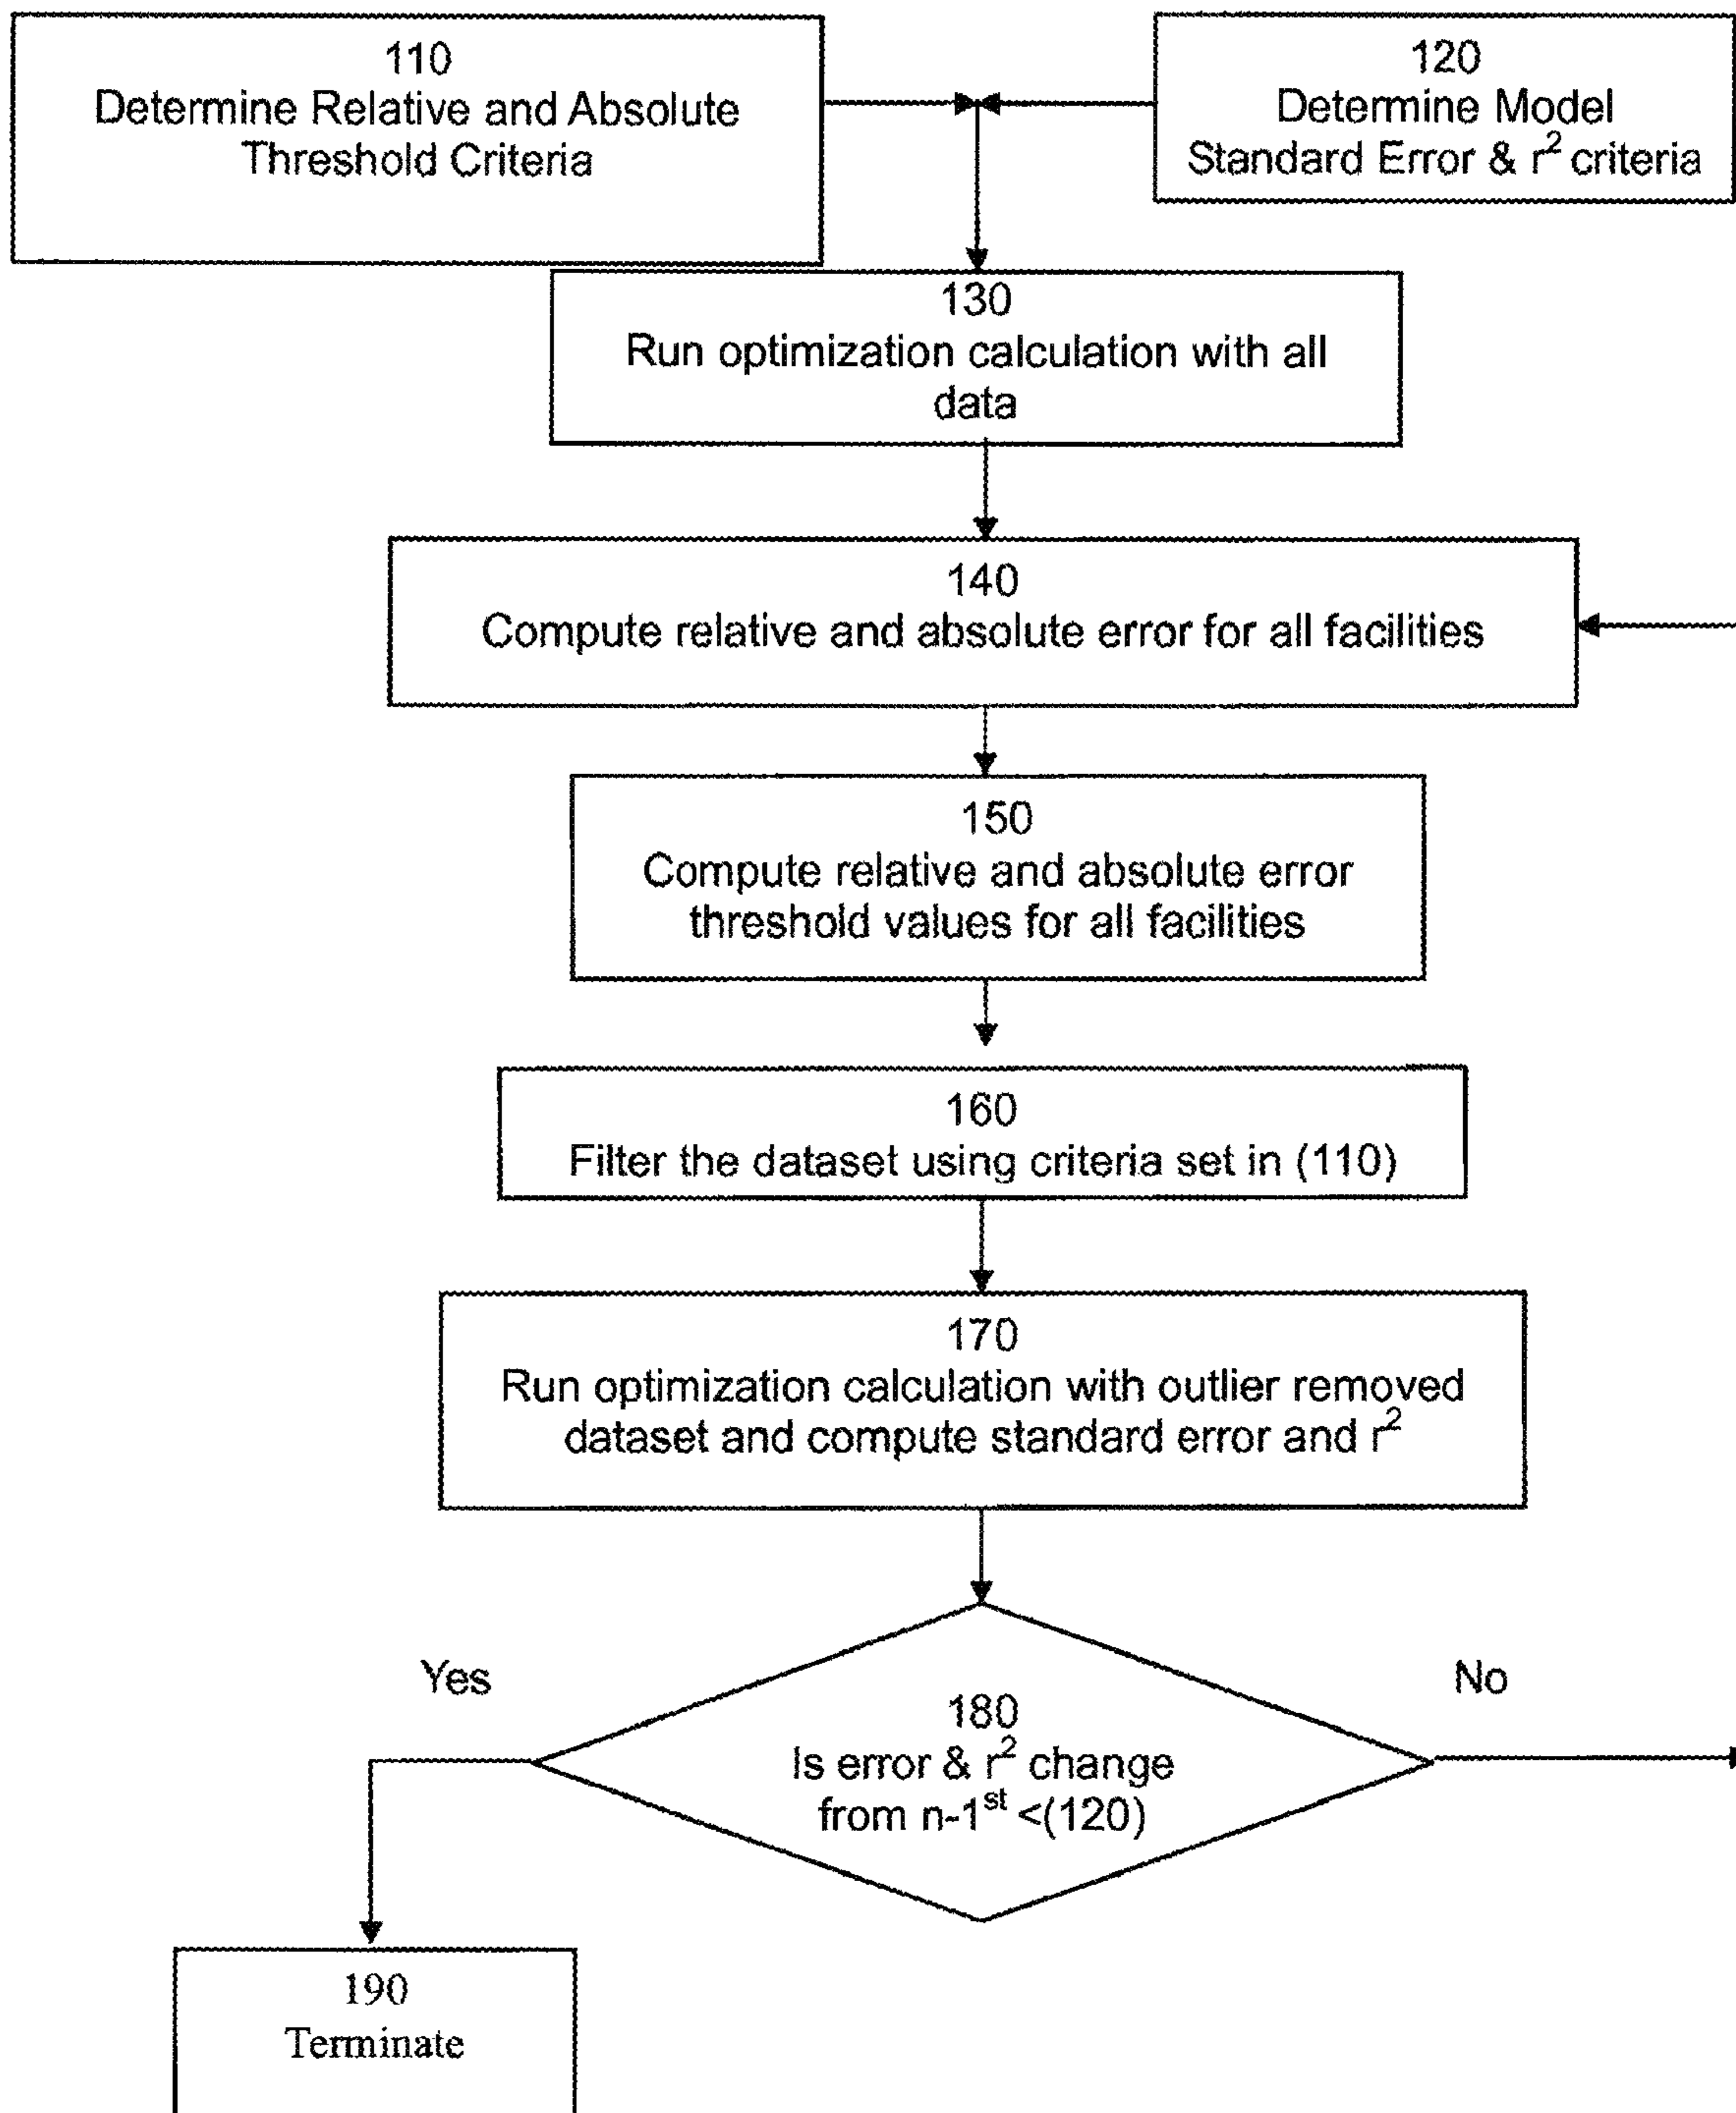 110
Determine Relative and Absolute
Threshold Criteria
120
Determine Model
Standard Error & r² criteria
130
Run optimization calculation with all
data
140
Compute relative and absolute error for all facilities
150
Compute relative and absolute error
threshold values for all facilities
160
Filter the dataset using criteria set in (110)
170
Run optimization calculation with outlier removed
dataset and compute standard error and r²
Yes
No
180
Is error & r² change
from n-1ˢᵗ <(120)
190
Terminate